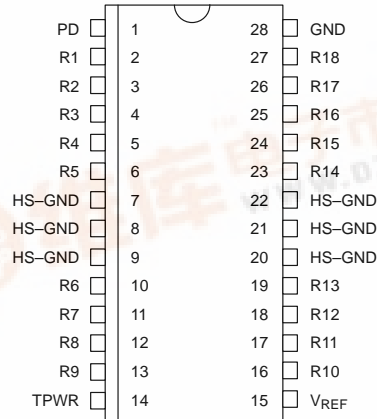 PD 1 28 GND
R1 2 27 R18
R2 3 26 R17
R3 4 25 R16
R4 5 24 R15
R5 6 23 R14
HS–GND 7 22 HS–GND
HS–GND 8 21 HS–GND
HS–GND 9 20 HS–GND
R6 10 19 R13
R7 11 18 R12
R8 12 17 R11
R9 13 16 R10
TPWR 14 15 VREF